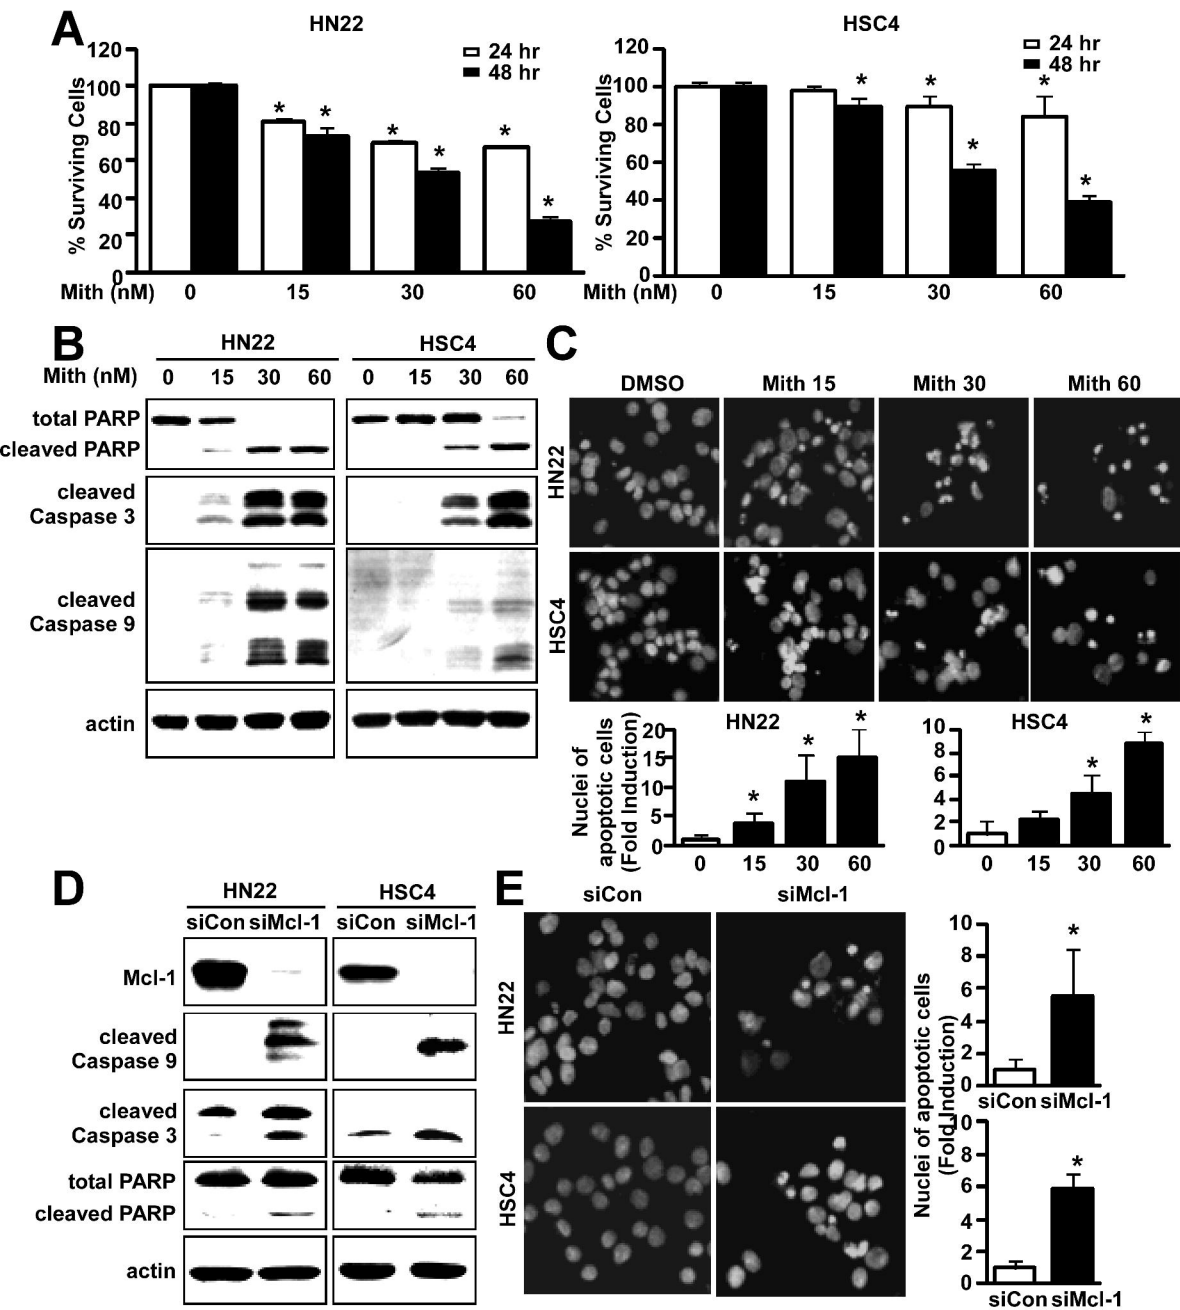 A
HN22
120
100
80
60
40
20
0
% Surviving Cells
24 hr
48 hr
* * * * * *
Mith (nM) 0 15 30 60
HSC4
120
100
80
60
40
20
0
% Surviving Cells
24 hr
48 hr
* * * * *
Mith (nM) 0 15 30 60
B
HN22 HSC4
Mith (nM) 0 15 30 60 0 15 30 60
total PARP
cleaved PARP
cleaved
Caspase 3
cleaved
Caspase 9
actin
C
DMSO Mith 15 Mith 30 Mith 60
HN22
HSC4
Nuclei of
apoptotic cells
(Fold Induction)
HN22
20
15
10
5
0
* * *
0 15 30 60
HSC4
10
8
6
4
2
0
* *
0 15 30 60
D
HN22 HSC4
siCon siMcl-1 siCon siMcl-1
Mcl-1
cleaved
Caspase 9
cleaved
Caspase 3
total PARP
cleaved PARP
actin
E
siCon siMcl-1
HN22
HSC4
Nuclei of apoptotic cells
(Fold Induction)
10
8
6
4
2
0
*
siCon siMcl-1
10
8
6
4
2
0
*
siCon siMcl-1